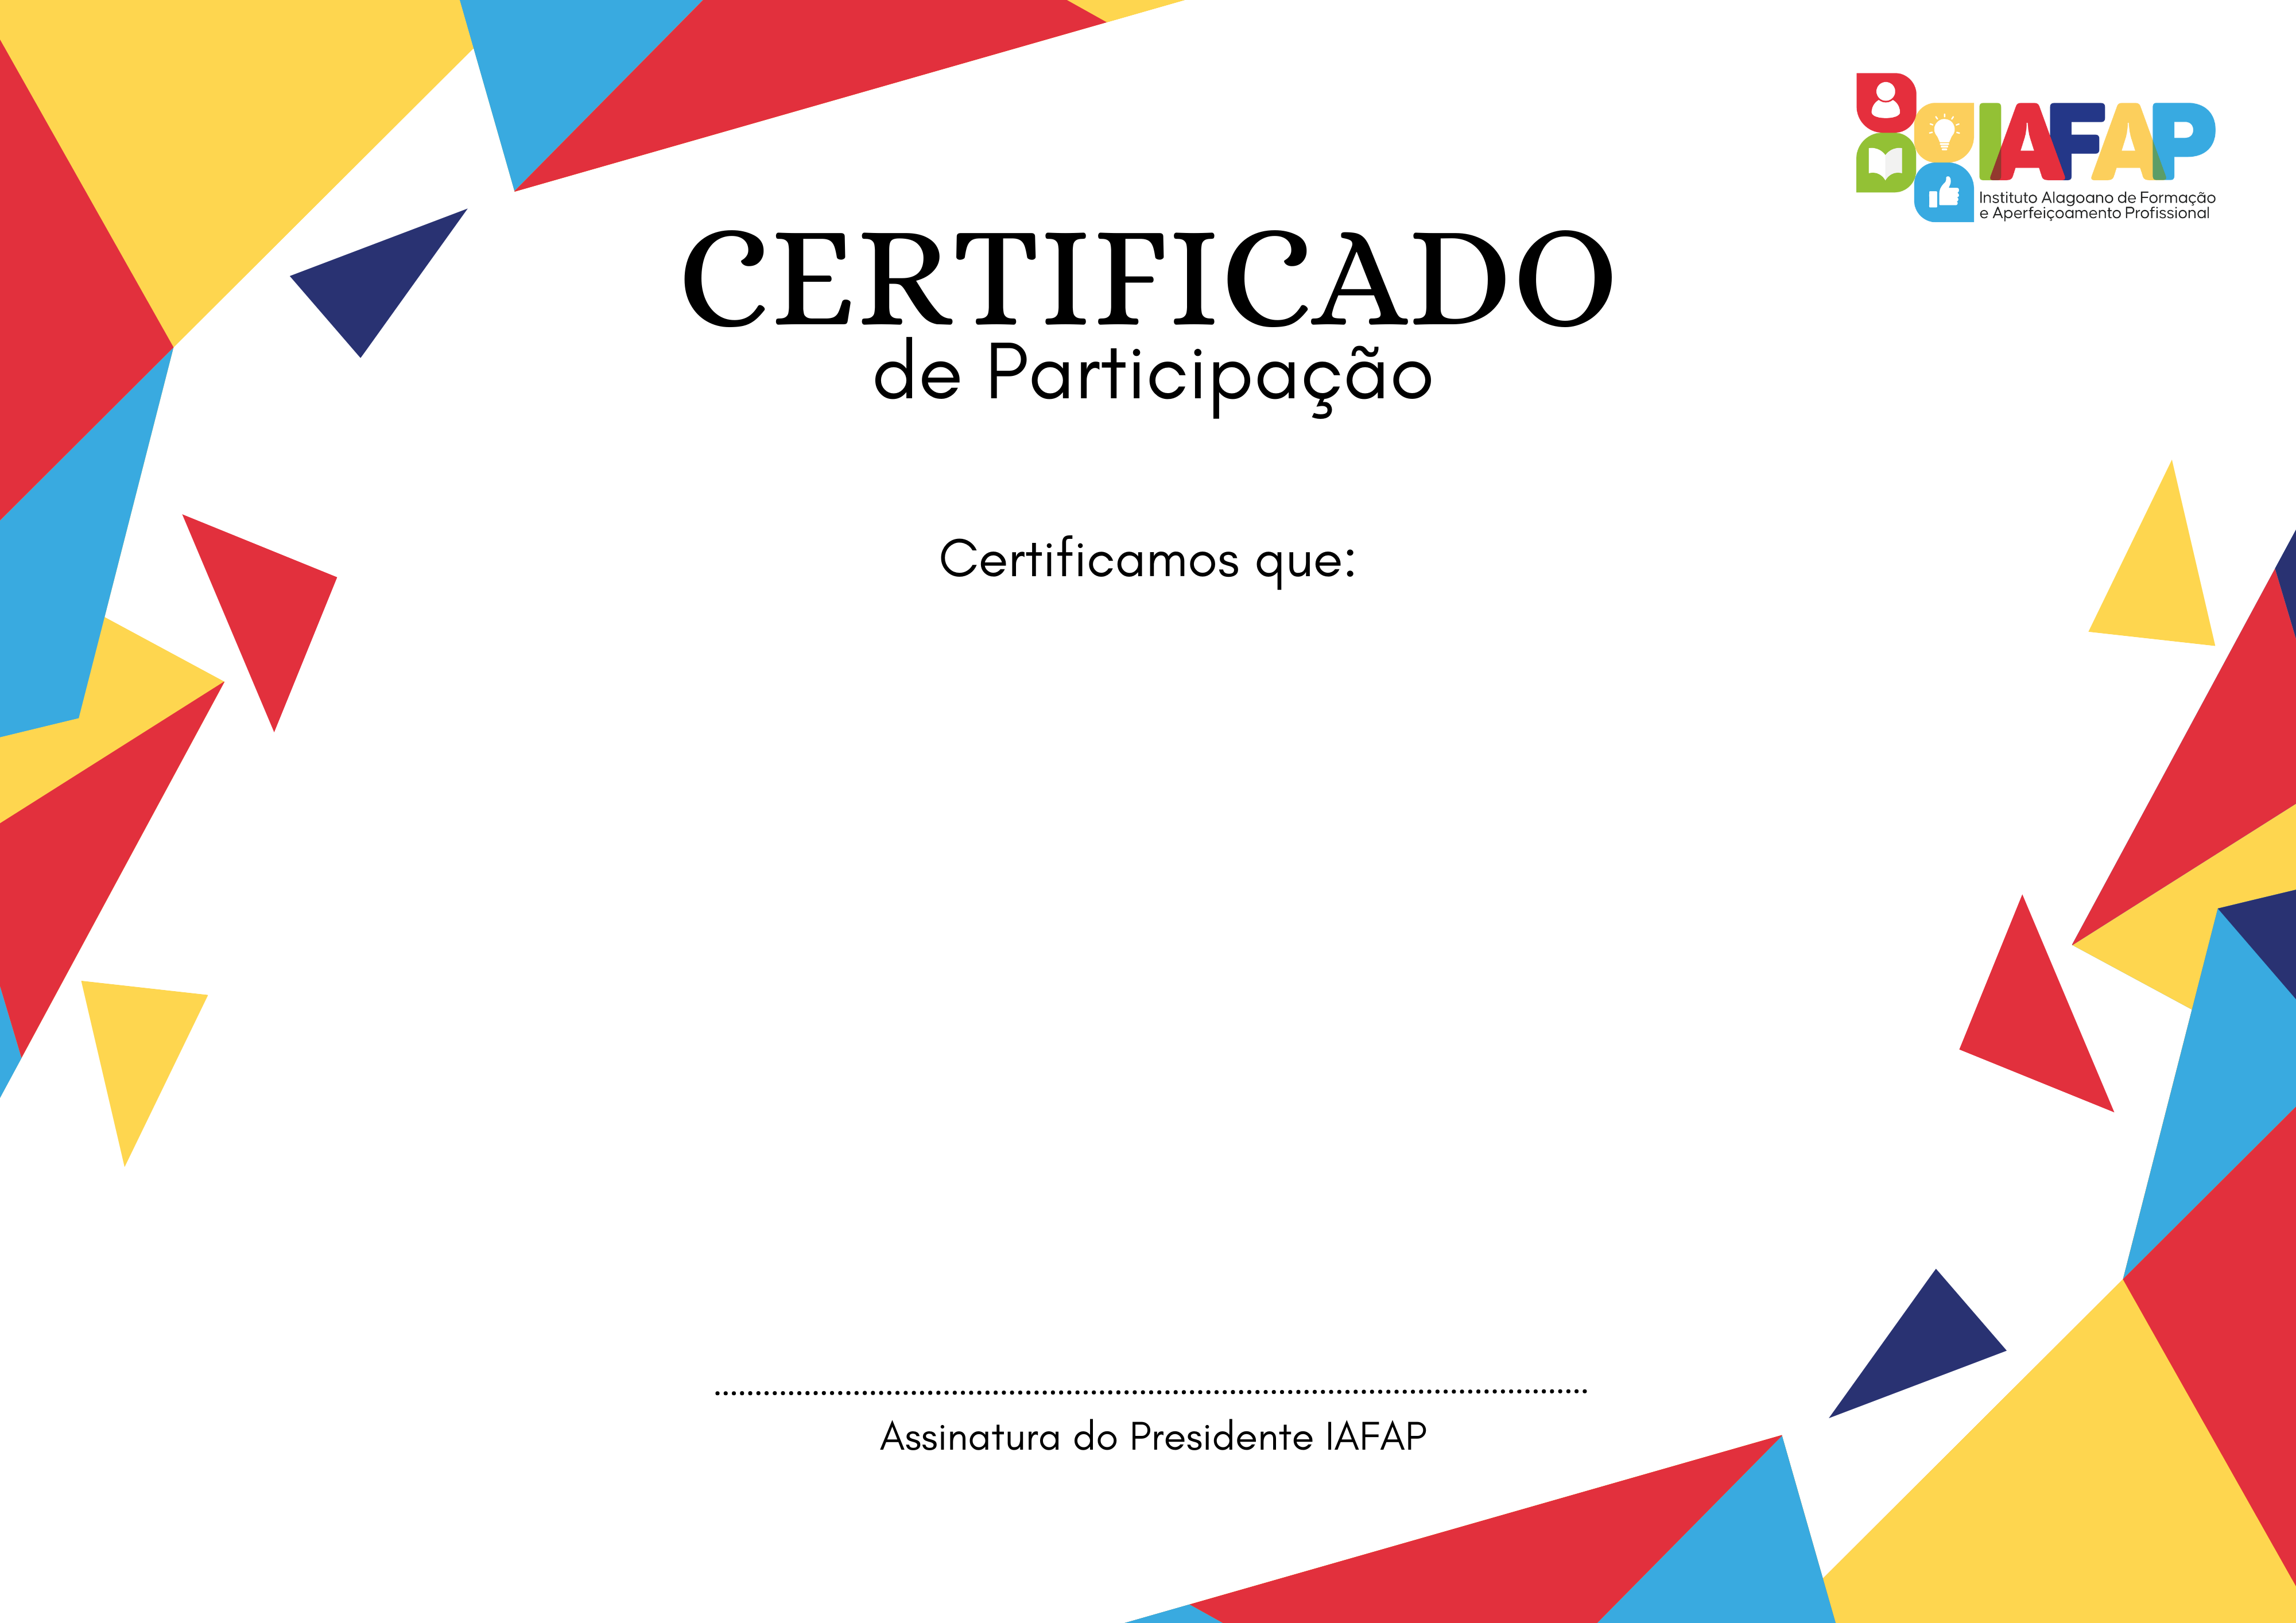 IAFAP
Instituto Alagoano de Formação
e Aperfeiçoamento Profissional
CERTIFICADO
de Participação
Certificamos que:
Assinatura do Presidente IAFAP